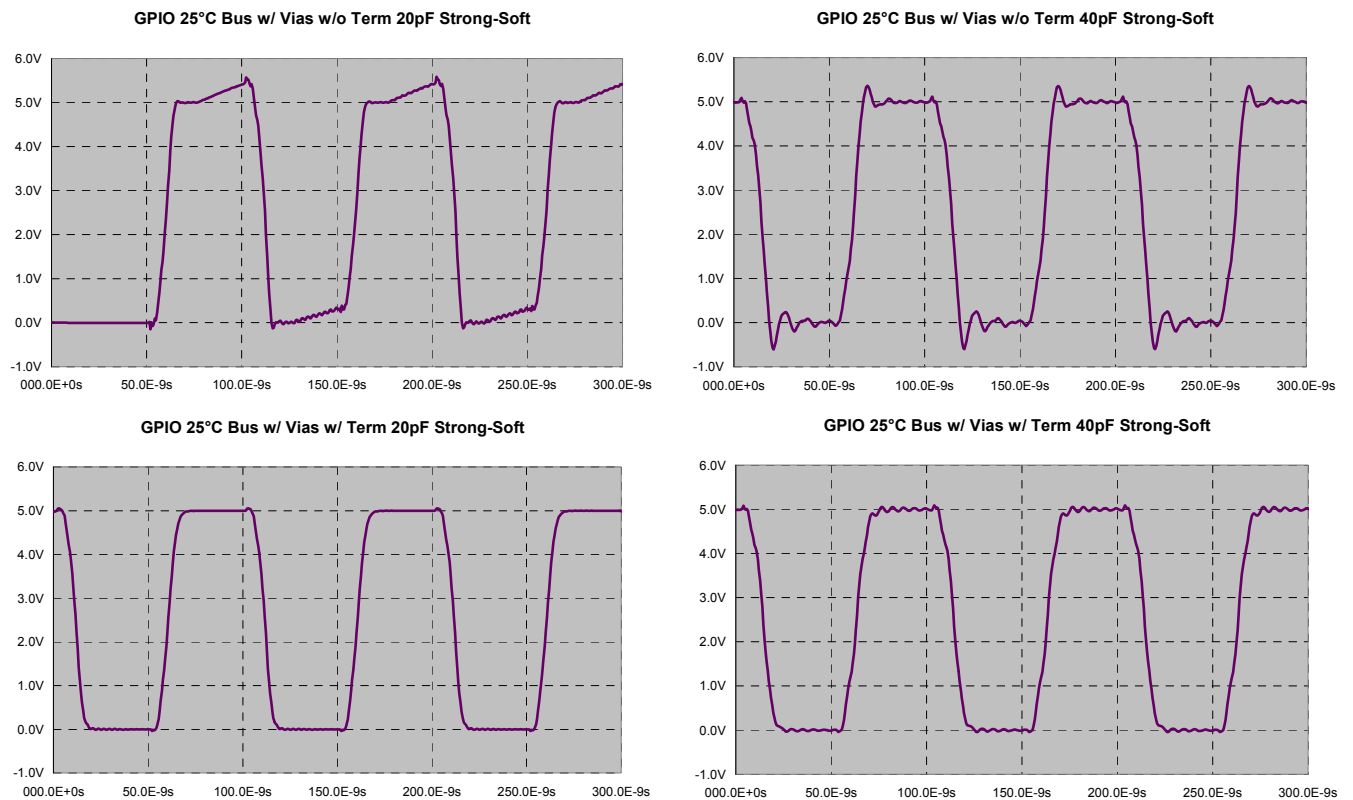 GPIO 25°C Bus w/ Vias w/o Term 20pF Strong-Soft
6.0V
5.0V
4.0V
3.0V
2.0V
1.0V
0.0V
-1.0V
000.0E+0s 50.0E-9s 100.0E-9s 150.0E-9s 200.0E-9s 250.0E-9s 300.0E-9s
GPIO 25°C Bus w/ Vias w/o Term 40pF Strong-Soft
6.0V
5.0V
4.0V
3.0V
2.0V
1.0V
0.0V
-1.0V
000.0E+0s 50.0E-9s 100.0E-9s 150.0E-9s 200.0E-9s 250.0E-9s 300.0E-9s
GPIO 25°C Bus w/ Vias w/ Term 20pF Strong-Soft
6.0V
5.0V
4.0V
3.0V
2.0V
1.0V
0.0V
-1.0V
000.0E+0s 50.0E-9s 100.0E-9s 150.0E-9s 200.0E-9s 250.0E-9s 300.0E-9s
GPIO 25°C Bus w/ Vias w/ Term 40pF Strong-Soft
6.0V
5.0V
4.0V
3.0V
2.0V
1.0V
0.0V
-1.0V
000.0E+0s 50.0E-9s 100.0E-9s 150.0E-9s 200.0E-9s 250.0E-9s 300.0E-9s